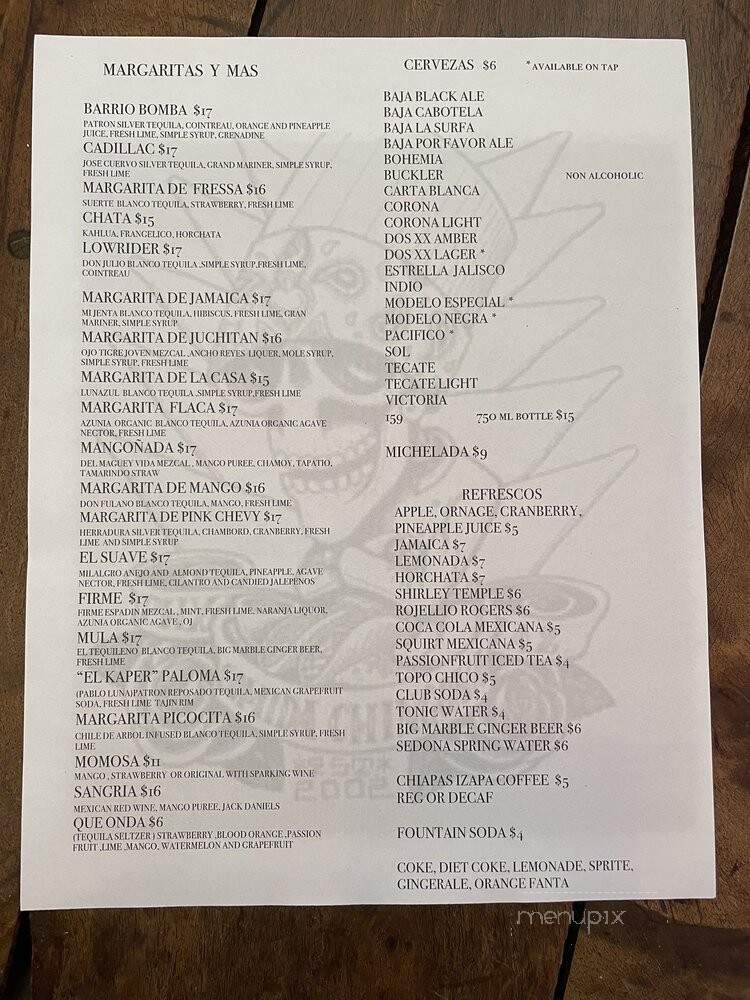 MARGARITAS Y MAS
BARRIO BOMBA $17
PATRON SILVER TEQUILA, COINTREAU, ORANGE AND PINEAPPLE
JUICE, FRESH LIME, SIMPLE SYRUP, GRENADINE
CADILLAC $17
JOSE CUERVO SILVER TEQUILA, GRAND MARINER, SIMPLE SYRUP,
FRESH LIME
MARGARITA DE FRESSA $16
SUERTE BLANCO TEQUILA, STRAWBERRY, FRESH LIME
CHATA $15
KAHLUA, FRANGELICO, HORCHATA
LOWRIDER $17
DON JULIO BLANCO TEQUILA ,SIMPLE SYRUP,FRESH LIME,
COINTREAU
MARGARITA DE JAMAICA $17
MI JENTA BLANCO TEQUILA, HIBISCUS, FRESH LIME, GRAN
MARINER, SIMPLE SYRUP
MARGARITA DE JUCHITAN $16
OJO TIGRE JOVEN MEZCAL ,ANCHO REYES LIQUER, MOLE SYRUP,
SIMPLE SYRUP, FRESH LIME
MARGARITA DE LA CASA $15
LUNAZUL BLANCO TEQUILA ,SIMPLE SYRUP,FRESH LIME
MARGARITA FLACA $17
AZUNIA ORGANIC BLANCO TEQUILA, AZUNIA ORGANIC AGAVE
NECTOR, FRESH LIME
MANGOÑADA $17
DEL MAGUEY VIDA MEZCAL , MANGO PUREE, CHAMOY, TAPATIO,
TAMARINDO STRAW
MARGARITA DE MANGO $16
DON FULANO BLANCO TEQUILA, MANGO, FRESH LIME
MARGARITA DE PINK CHEVY $17
HERRADURA SILVER TEQUILA, CHAMBORD, CRANBERRY, FRESH
LIME AND SIMPLE SYRUP
EL SUAVE $17
MILALGRO ANEJO AND ALMOND TEQUILA, PINEAPPLE, AGAVE
NECTOR, FRESH LIME, CILANTRO AND CANDIED JALEPENOS
FIRME $17
FIRME ESPADIN MEZCAL , MINT, FRESH LIME, NARANJA LIQUOR,
AZUNIA ORGANIC AGAVE , OJ
MULA $17
EL TEQUILENO BLANCO TEQUILA, BIG MARBLE GINGER BEER,
FRESH LIME
“EL KAPER” PALOMA $17
(PABLO LUNA)PATRON REPOSADO TEQUILA, MEXICAN GRAPEFRUIT
SODA, FRESH LIME TAJIN RIM
MARGARITA PICOCITA $16
CHILE DE ARBOL INFUSED BLANCO TEQUILA, SIMPLE SYRUP, FRESH
LIME
MOMOSA $11
MANGO , STRAWBERRY OR ORIGINAL WITH SPARKING WINE
SANGRIA $16
MEXICAN RED WINE, MANGO PUREE, JACK DANIELS
QUE ONDA $6
(TEQUILA SELTZER ) STRAWBERRY ,BLOOD ORANGE ,PASSION
FRUIT ,LIME ,MANGO, WATERMELON AND GRAPEFRUIT
CERVEZAS $6 *AVAILABLE ON TAP
BAJA BLACK ALE
BAJA CABOTELA
BAJA LA SURFA
BAJA POR FAVOR ALE
BOHEMIA
BUCKLER NON ALCOHOLIC
CARTA BLANCA
CORONA
CORONA LIGHT
DOS XX AMBER
DOS XX LAGER *
ESTRELLA JALISCO
INDIO
MODELO ESPECIAL *
MODELO NEGRA *
PACIFICO *
SOL
TECATE
TECATE LIGHT
VICTORIA
159 750 ML BOTTLE $15
MICHELADA $9
REFRESCOS
APPLE, ORNAGE, CRANBERRY,
PINEAPPLE JUICE $5
JAMAICA $7
LEMONADA $7
HORCHATA $7
SHIRLEY TEMPLE $6
ROJELLIO ROGERS $6
COCA COLA MEXICANA $5
SQUIRT MEXICANA $5
PASSIONFRUIT ICED TEA $4
TOPO CHICO $5
CLUB SODA $4
TONIC WATER $4
BIG MARBLE GINGER BEER $6
SEDONA SPRING WATER $6
CHIAPAS IZAPA COFFEE $5
REG OR DECAF
FOUNTAIN SODA $4
COKE, DIET COKE, LEMONADE, SPRITE,
GINGERALE, ORANGE FANTA
2002
menupix